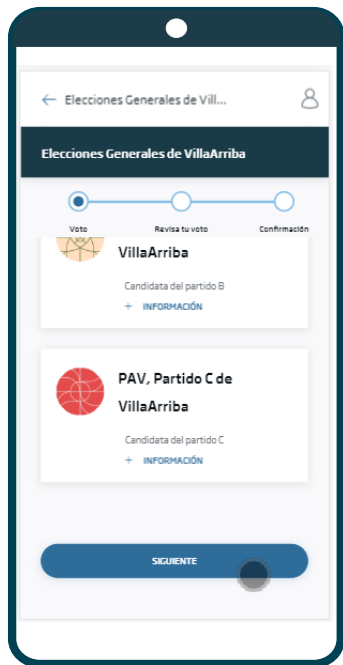 ← Elecciones Generales de Vill...
Elecciones Generales de VillaArriba
Voto Revisa tu voto Confirmación
VillaArriba
Candidata del partido B
+ INFORMACIÓN
PAV, Partido C de
VillaArriba
Candidata del partido C
+ INFORMACIÓN
SIGUIENTE